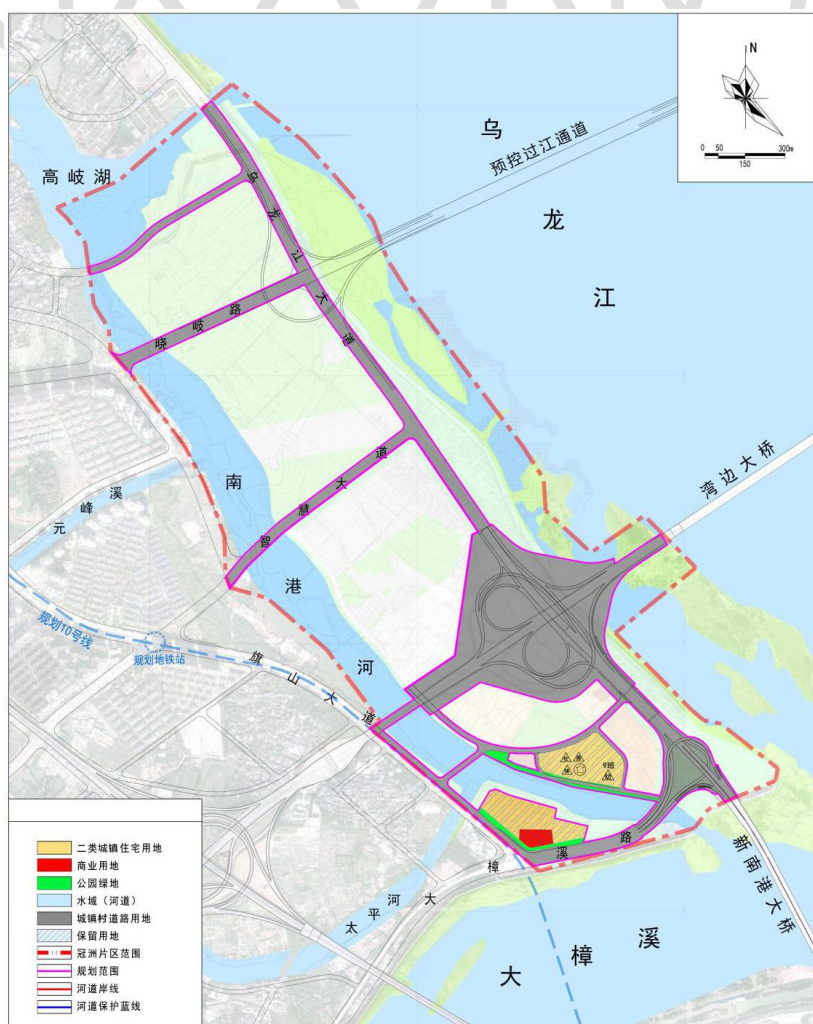 N
0 50 300m
150
乌龙江
预控过江通道
高岐湖
乌龙江大道
晓岐路
智慧大道
南港河
元峰溪
湾边大桥
规划10号线
规划地铁站
旗山大道
9班
樟溪路
新南港大桥
太平河
大樟溪
二类城镇住宅用地
商业用地
公园绿地
水域（河道）
城镇村道路用地
保留用地
冠洲片区范围
规划范围
河道岸线
河道保护蓝线